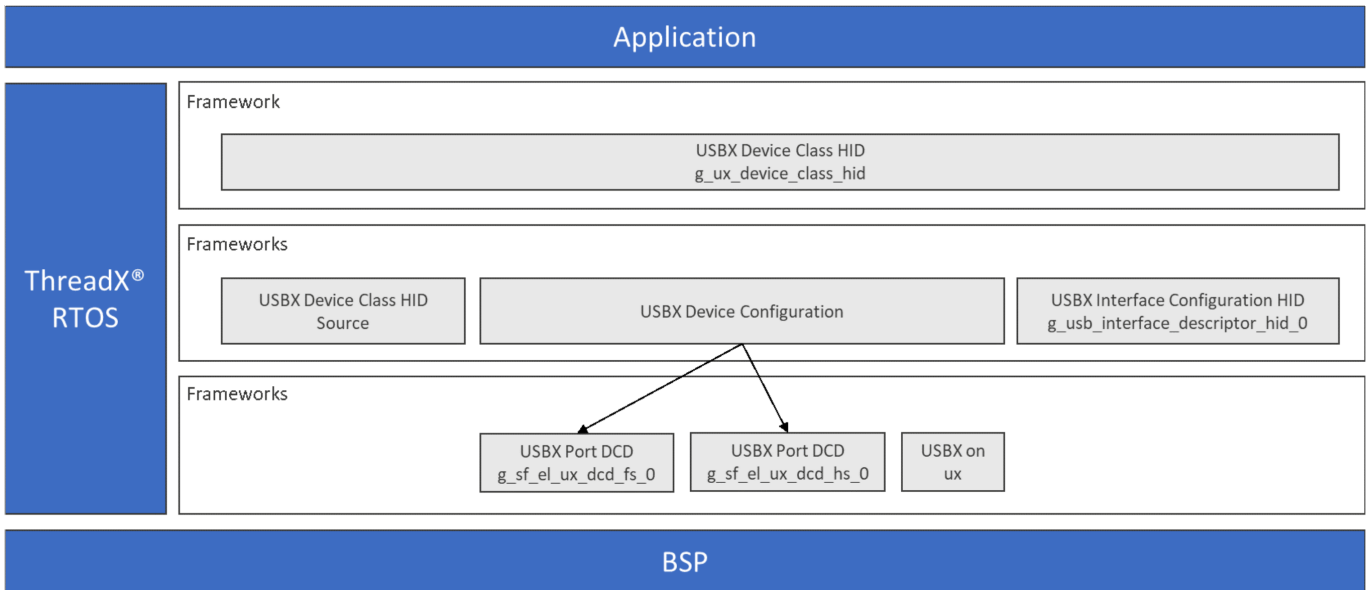 Application
ThreadX®
RTOS
Framework
USBX Device Class HID
g_ux_device_class_hid
Frameworks
USBX Device Class HID
Source
USBX Device Configuration
USBX Interface Configuration HID
g_usb_interface_descriptor_hid_0
Frameworks
USBX Port DCD
g_sf_el_ux_dcd_fs_0
USBX Port DCD
g_sf_el_ux_dcd_hs_0
USBX on
ux
BSP